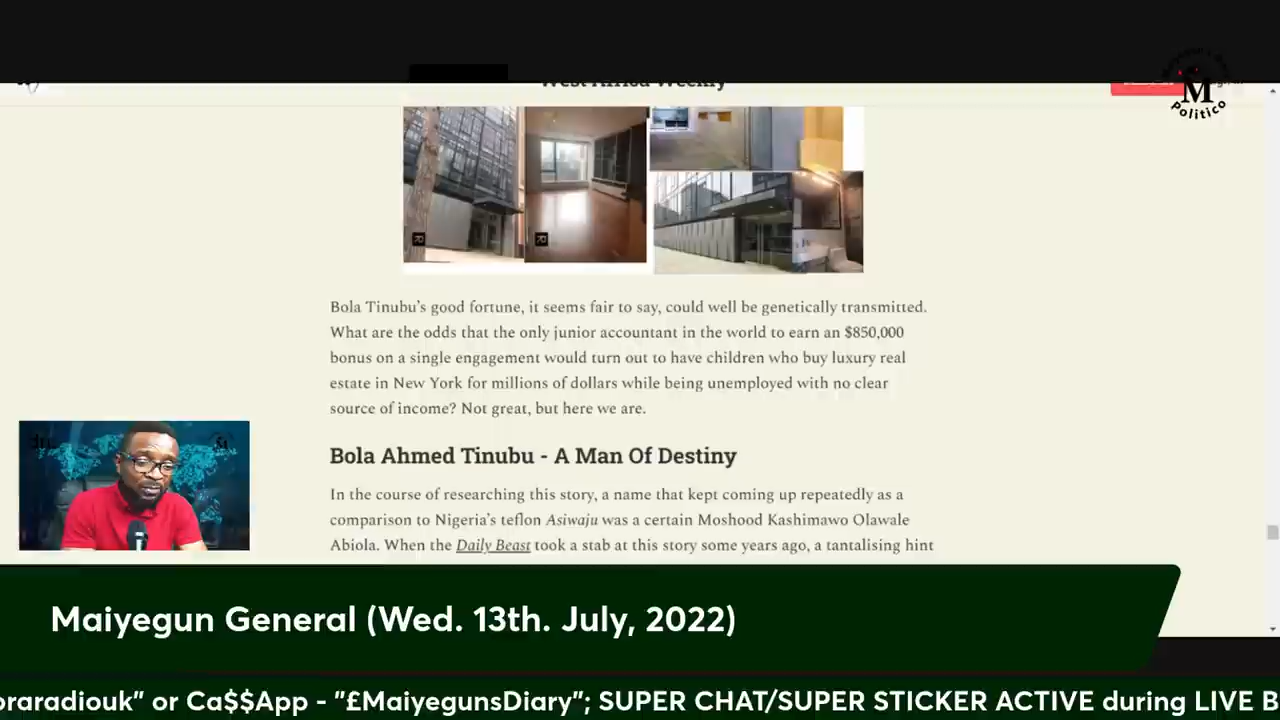 West Africa Weekly
M
Politico
Bola Tinubu's good fortune, it seems fair to say, could well be genetically transmitted.
What are the odds that the only junior accountant in the world to earn an $850,000
bonus on a single engagement would turn out to have children who buy luxury real
estate in New York for millions of dollars while being unemployed with no clear
source of income? Not great, but here we are.
Bola Ahmed Tinubu - A Man Of Destiny
In the course of researching this story, a name that kept coming up repeatedly as a
comparison to Nigeria's teflon Asiwaju was a certain Moshood Kashimawo Olawale
Abiola. When the Daily Beast took a stab at this story some years ago, a tantalising hint
Maiyegun General (Wed. 13th. July, 2022)
oraradiouk" or Ca$$App - "£MaiyegunsDiary"; SUPER CHAT/SUPER STICKER ACTIVE during LIVE B